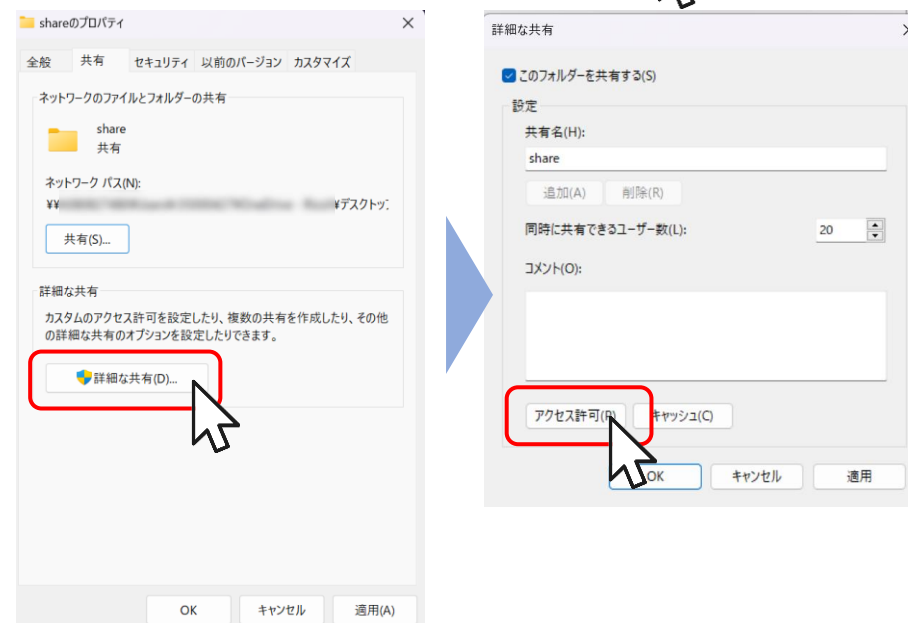 shareのプロパティ
全般 共有 セキュリティ 以前のバージョン カスタマイズ
ネットワークのファイルとフォルダーの共有
share
共有
ネットワーク パス(N):
¥¥ ¥デスクトップ
共有(S)...
詳細な共有
カスタムのアクセス許可を設定したり、複数の共有を作成したり、その他
の詳細な共有のオプションを設定したりできます。
詳細な共有(D)...
OK キャンセル 適用(A)
詳細な共有
このフォルダーを共有する(S)
設定
共有名(H):
share
追加(A) 削除(R)
同時に共有できるユーザー数(L): 20
コメント(O):
アクセス許可(P) キャッシュ(C)
OK キャンセル 適用